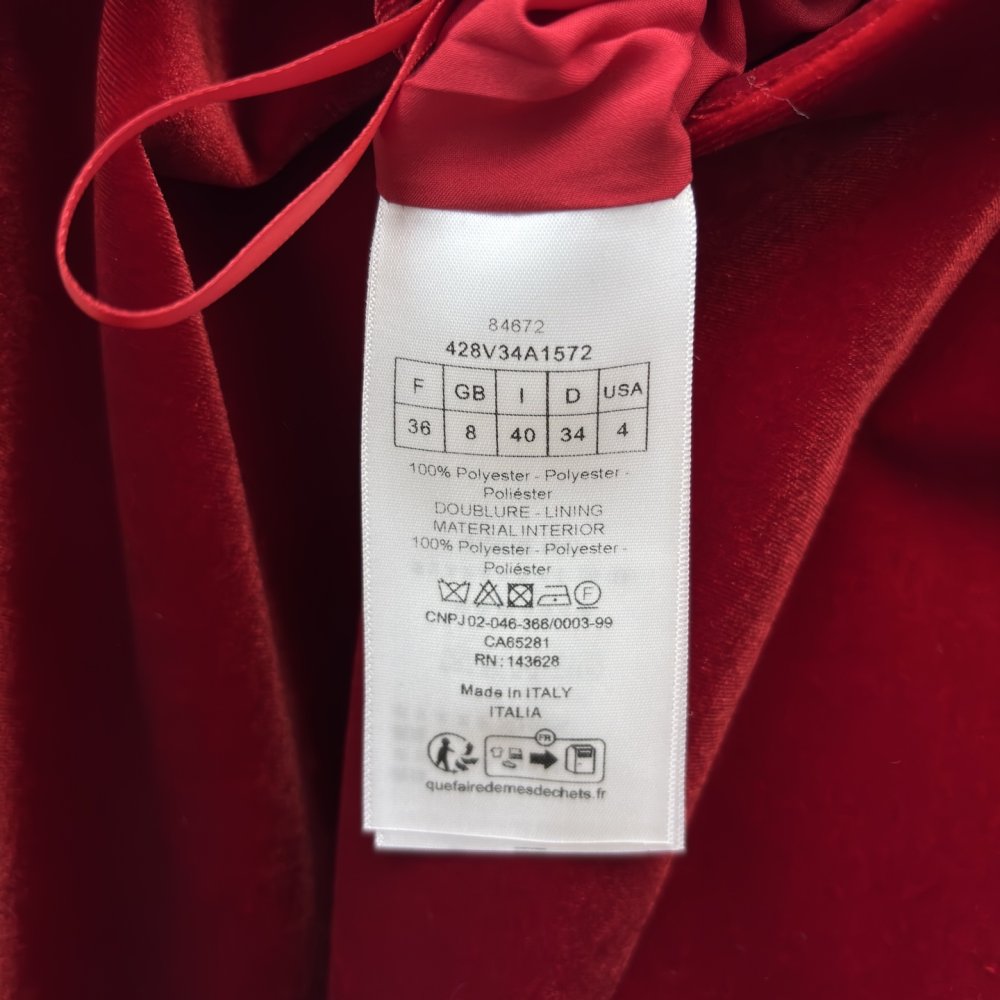 84672
428V34A1572
F GB I D USA
36 8 40 34 4
100% Polyester - Polyester -
Poliéster
DOUBLURE - LINING
MATERIAL INTERIOR
100% Polyester - Polyester -
Poliéster
F
CNPJ 02-046-366/0003-99
CA65281
RN : 143628
Made in ITALY
ITALIA
FR
quefairedemesdechets.fr